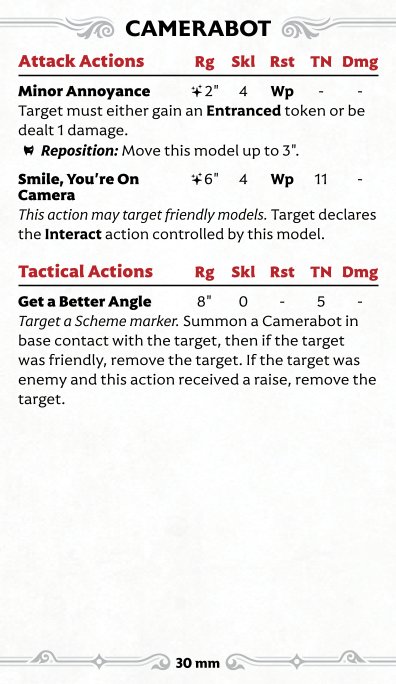 CAMERABOT
Attack Actions Rg Skl Rst TN Dmg
Minor Annoyance 2" 4 Wp - -
Target must either gain an Entranced token or be
dealt 1 damage.
Reposition: Move this model up to 3".
Smile, You're On 6" 4 Wp 11 -
Camera
This action may target friendly models. Target declares
the Interact action controlled by this model.
Tactical Actions Rg Skl Rst TN Dmg
Get a Better Angle 8" 0 - 5 -
Target a Scheme marker. Summon a Camerabot in
base contact with the target, then if the target
was friendly, remove the target. If the target was
enemy and this action received a raise, remove the
target.
30 mm